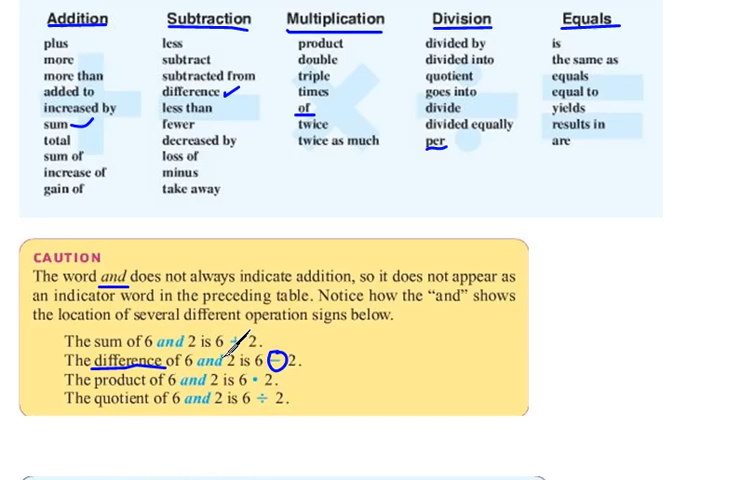 Addition Subtraction Multiplication Division Equals
plus less product divided by is
more subtract double divided into the same as
more than subtracted from triple quotient equals
added to difference times goes into equal to
increased by less than of divide yields
sum fewer twice divided equally results in
total decreased by twice as much per are
sum of loss of
increase of minus
gain of take away
CAUTION
The word and does not always indicate addition, so it does not appear as
an indicator word in the preceding table. Notice how the “and” shows
the location of several different operation signs below.
The sum of 6 and 2 is 6 + 2.
The difference of 6 and 2 is 6 − 2.
The product of 6 and 2 is 6 • 2.
The quotient of 6 and 2 is 6 ÷ 2.